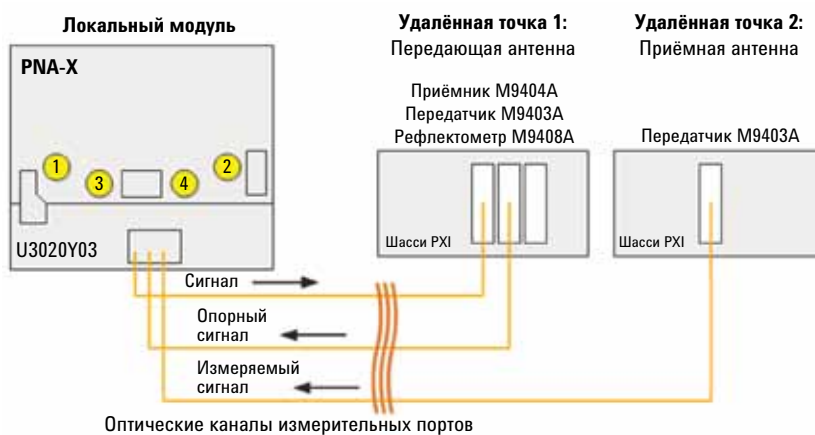 Локальный модуль
PNA-X
1
3
4
2
U3020Y03
Удалённая точка 1:
Передающая антенна
Приёмник M9404A
Передатчик M9403A
Рефлектометр M9408A
Шасси PXI
Удалённая точка 2:
Приёмная антенна
Передатчик M9403A
Шасси PXI
Сигнал
Опорный
сигнал
Измеряемый
сигнал
Оптические каналы измерительных портов